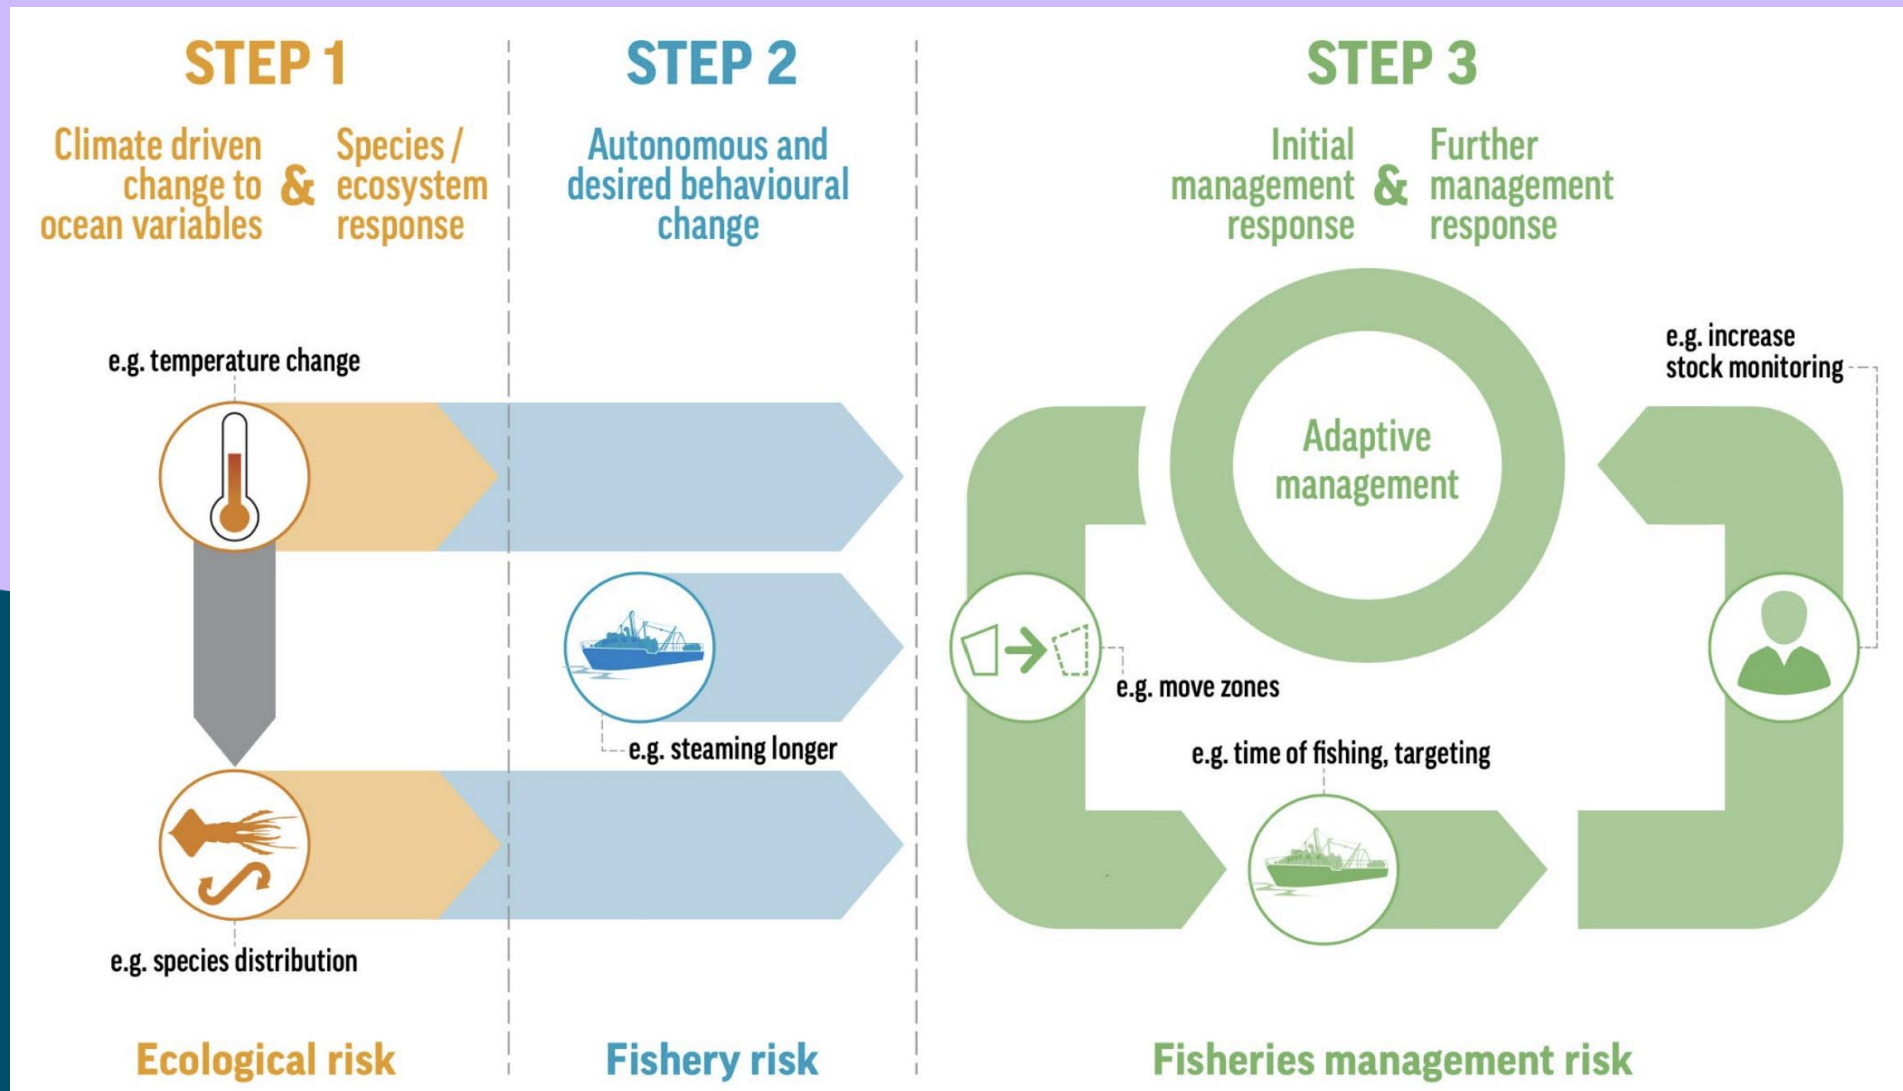 STEP 1
Climate driven
change to
ocean variables
&
Species /
ecosystem
response
e.g. temperature change
e.g. species distribution
Ecological risk
STEP 2
Autonomous and
desired behavioural
change
e.g. steaming longer
Fishery risk
STEP 3
Initial
management
response
&
Further
management
response
Adaptive
management
e.g. increase
stock monitoring
e.g. move zones
e.g. time of fishing, targeting
Fisheries management risk